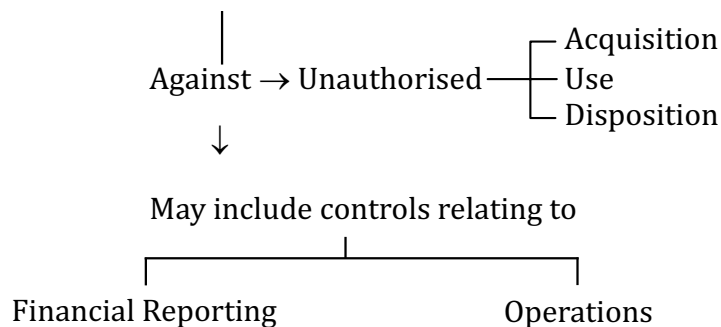 Acquisition
Against → Unauthorised Use
Disposition
↓
May include controls relating to
Financial Reporting Operations